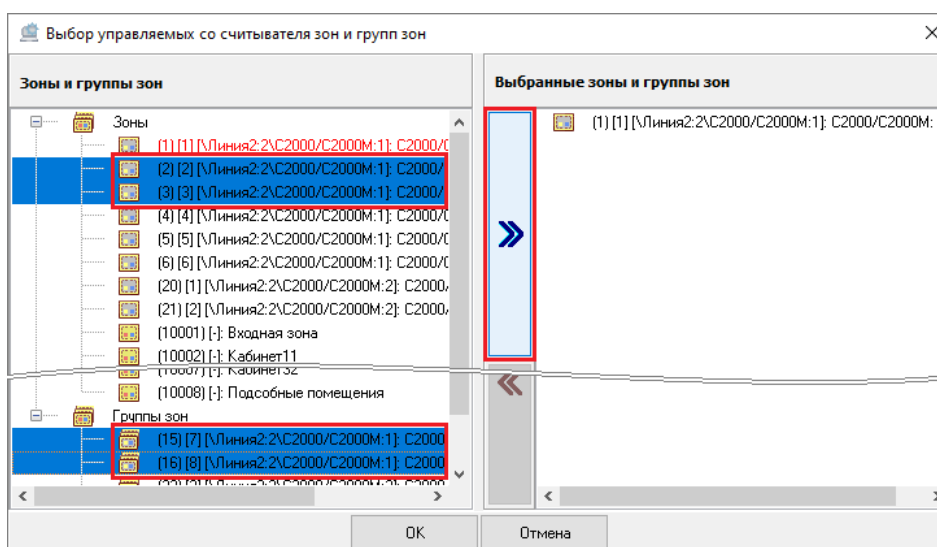 Выбор управляемых со считывателя зон и групп зон
Зоны и группы зон
Зоны
(1) [1] [\Линия2:2\С2000/С2000М:1]: С2000/С
(2) [2] [\Линия2:2\С2000/С2000М:1]: С2000/
(3) [3] [\Линия2:2\С2000/С2000М:1]: С2000/
(4) [4] [\Линия2:2\С2000/С2000М:1]: С2000/С
(5) [5] [\Линия2:2\С2000/С2000М:1]: С2000/С
(6) [6] [\Линия2:2\С2000/С2000М:1]: С2000/С
(20) [1] [\Линия2:2\С2000/С2000М:2]: С2000/
(21) [2] [\Линия2:2\С2000/С2000М:2]: С2000/
(10001) [-]: Входная зона
(10002) [-]: Кабинет11
(10007) [-]: Кабинет32
(10008) [-]: Подсобные помещения
Группы зон
(15) [7] [\Линия2:2\С2000/С2000М:1]: С2000
(16) [8] [\Линия2:2\С2000/С2000М:1]: С2000
Выбранные зоны и группы зон
(1) [1] [\Линия2:2\С2000/С2000М:1]: С2000/С2000М:
ОК
Отмена